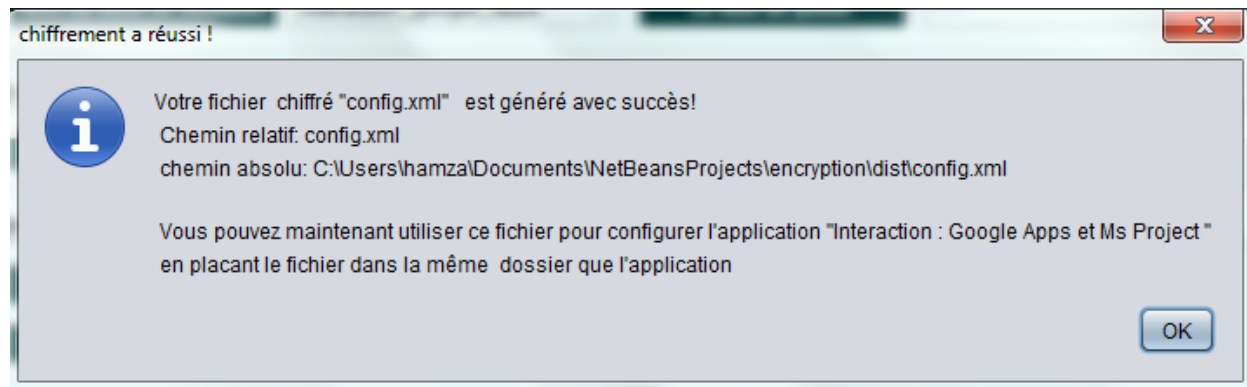 chiffrement a réussi !
Votre fichier chiffré "config.xml" est généré avec succès!
Chemin relatif: config.xml
chemin absolu: C:\Users\hamza\Documents\NetBeansProjects\encryption\dist\config.xml
Vous pouvez maintenant utiliser ce fichier pour configurer l'application "Interaction : Google Apps et Ms Project "
en placant le fichier dans la même dossier que l'application
OK